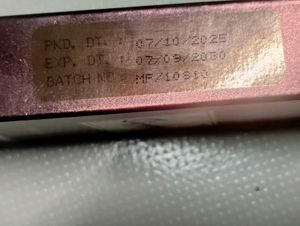 PKD. DT. : 07/10/2025
EXP. DT. : 07/09/2030
BATCH NO : MF/10810